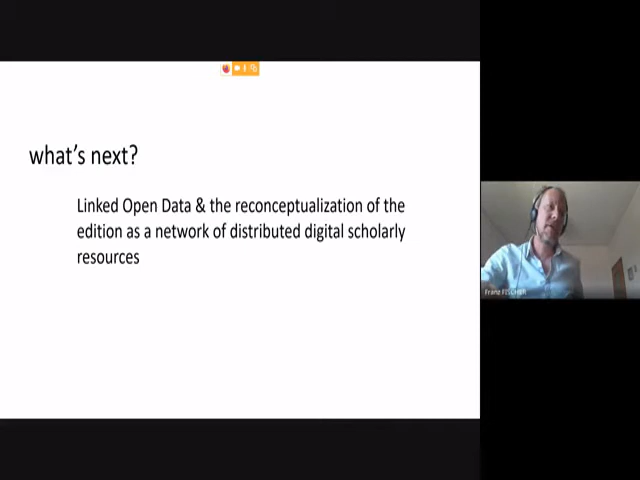 what's next?
Linked Open Data & the reconceptualization of the
edition as a network of distributed digital scholarly
resources
Franz FISCHER